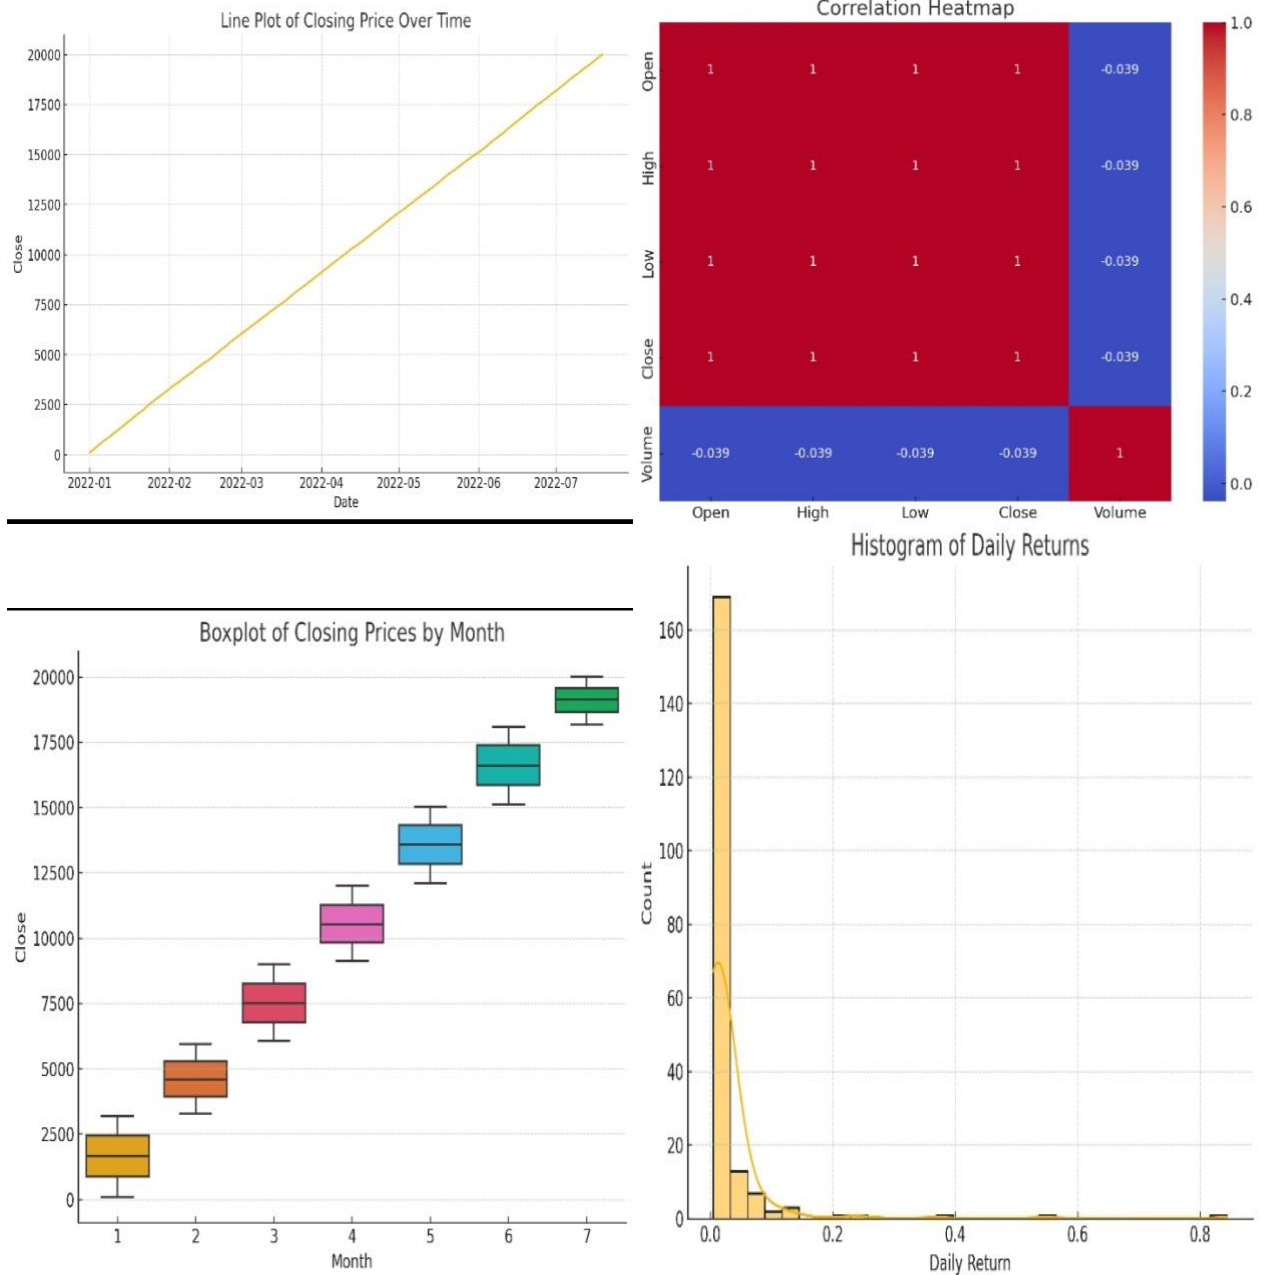 Line Plot of Closing Price Over Time
20000
17500
15000
12500
10000
7500
5000
2500
0
Close
2022-01 2022-02 2022-03 2022-04 2022-05 2022-06 2022-07
Date
Correlation Heatmap
Open 1 1 1 1 -0.039
High 1 1 1 1 -0.039
Low 1 1 1 1 -0.039
Close 1 1 1 1 -0.039
Volume -0.039 -0.039 -0.039 -0.039 1
Open High Low Close Volume
1.0
0.8
0.6
0.4
0.2
0.0
Boxplot of Closing Prices by Month
20000
17500
15000
12500
10000
7500
5000
2500
0
Close
1 2 3 4 5 6 7
Month
Histogram of Daily Returns
160
140
120
100
80
60
40
20
0
Count
0.0 0.2 0.4 0.6 0.8
Daily Return